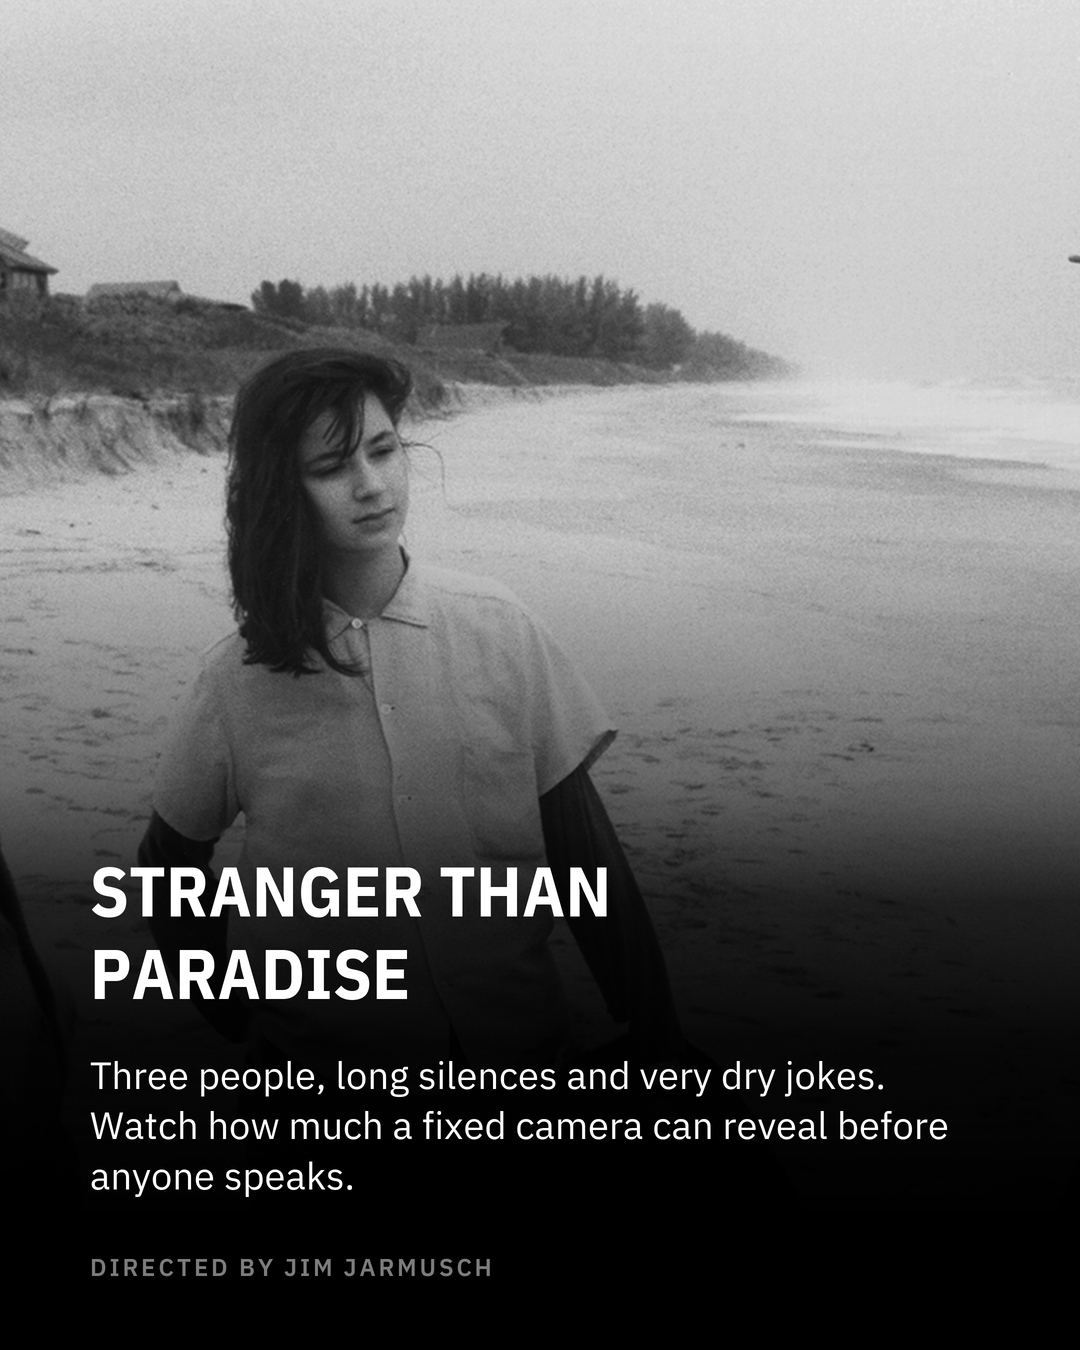 STRANGER THAN
PARADISE
Three people, long silences and very dry jokes.
Watch how much a fixed camera can reveal before
anyone speaks.
DIRECTED BY JIM JARMUSCH